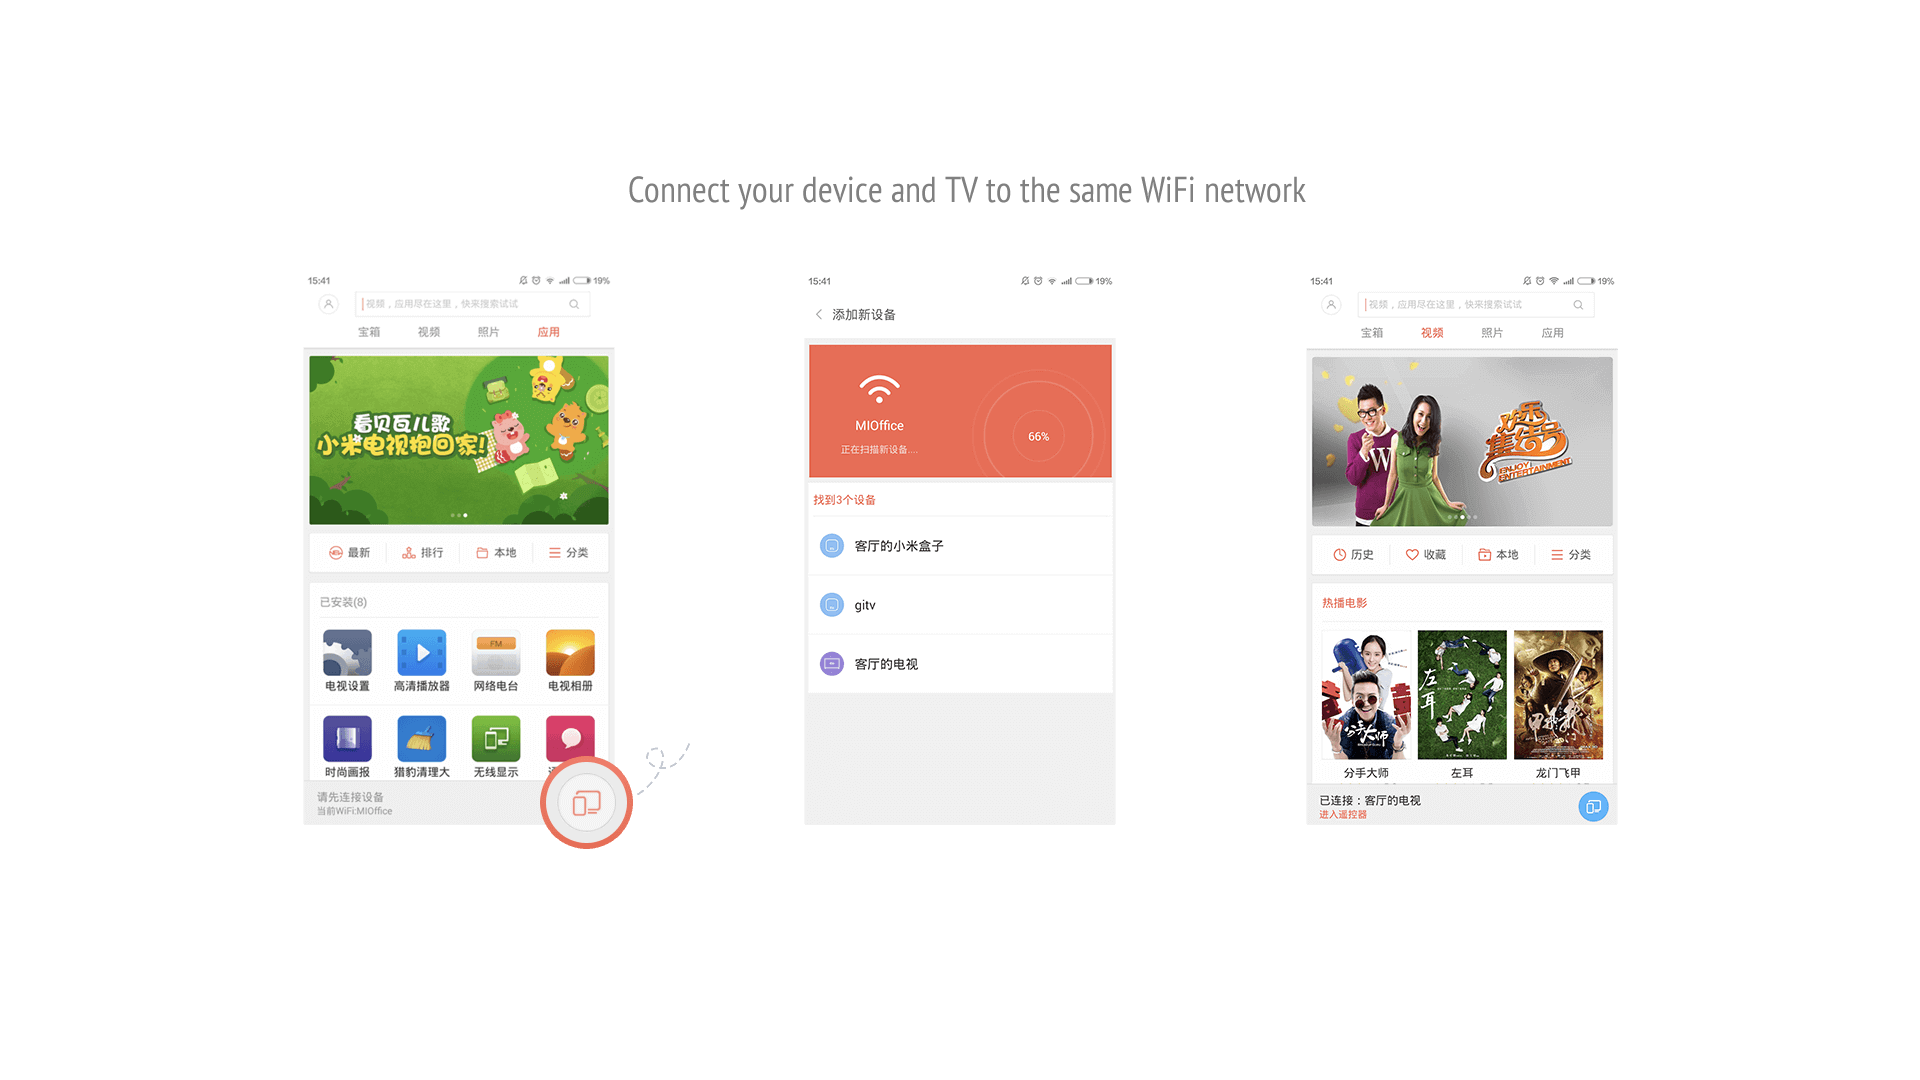 Connect your device and TV to the same WiFi network
15:41
19%
视频，应用尽在这里，快来搜索试试
宝箱 视频 照片 应用
看贝瓦儿歌
小米电视抱回家!
最新 排行 本地 分类
已安装(8)
FM
电视设置 高清播放器 网络电台 电视相册
时尚画报 猎豹清理大 无线显示
请先连接设备
当前WiFi:MIOffice
15:41
19%
添加新设备
MIOffice
正在扫描新设备....
66%
找到3个设备
客厅的小米盒子
gitv
客厅的电视
15:41
19%
视频，应用尽在这里，快来搜索试试
宝箱 视频 照片 应用
W
欢乐
集结号
ENJOY
ENTERTAINMENT
历史 收藏 本地 分类
热播电影
分手大师
左耳
分手大师 左耳 龙门飞甲
已连接：客厅的电视
进入遥控器